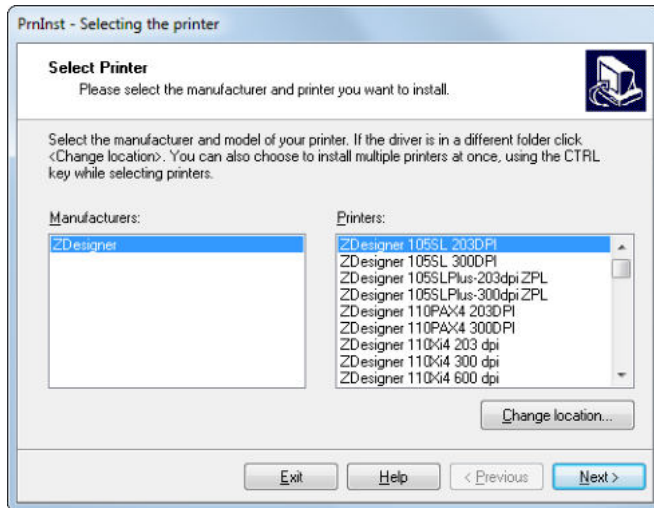 PrnInst - Selecting the printer
Select Printer
Please select the manufacturer and printer you want to install.
Select the manufacturer and model of your printer. If the driver is in a different folder click
<Change location>. You can also choose to install multiple printers at once, using the CTRL
key while selecting printers.
Manufacturers:
ZDesigner
Printers:
ZDesigner 105SL 203DPI
ZDesigner 105SL 300DPI
ZDesigner 105SLPlus-203dpi ZPL
ZDesigner 105SLPlus-300dpi ZPL
ZDesigner 110PAX4 203DPI
ZDesigner 110PAX4 300DPI
ZDesigner 110Xi4 203 dpi
ZDesigner 110Xi4 300 dpi
ZDesigner 110Xi4 600 dpi
Change location...
Exit
Help
< Previous
Next >